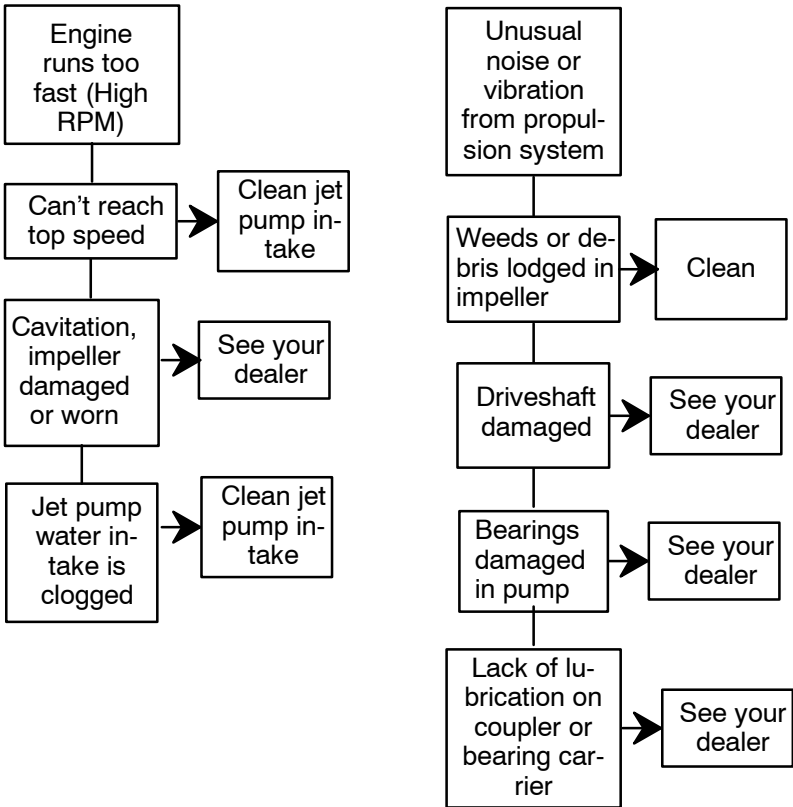 Engine
runs too
fast (High
RPM)
Can't reach
top speed
Clean jet
pump in-
take
Cavitation,
impeller
damaged
or worn
See your
dealer
Jet pump
water in-
take is
clogged
Clean jet
pump in-
take
Unusual
noise or
vibration
from propul-
sion system
Weeds or de-
bris lodged in
impeller
Clean
Driveshaft
damaged
See your
dealer
Bearings
damaged
in pump
See your
dealer
Lack of lu-
brication on
coupler or
bearing car-
rier
See your
dealer